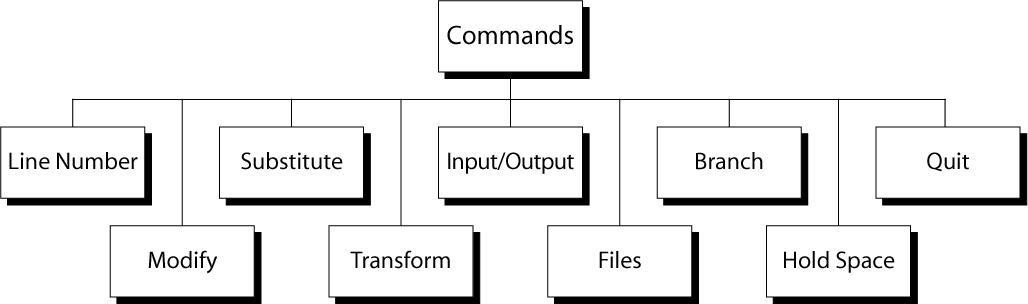 Commands
Line Number
Substitute
Input/Output
Branch
Quit
Modify
Transform
Files
Hold Space